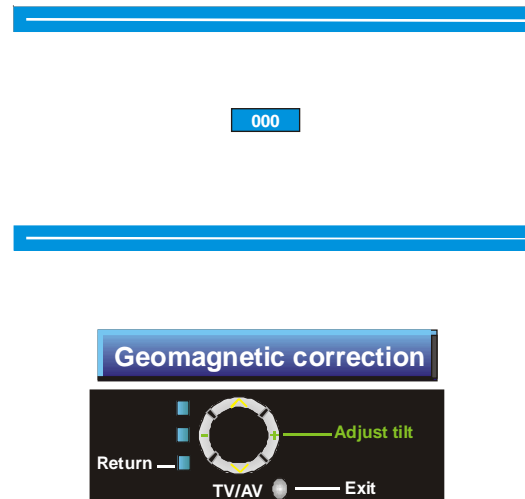 000
Geomagnetic correction
- + Adjust tilt
Return
TV/AV Exit